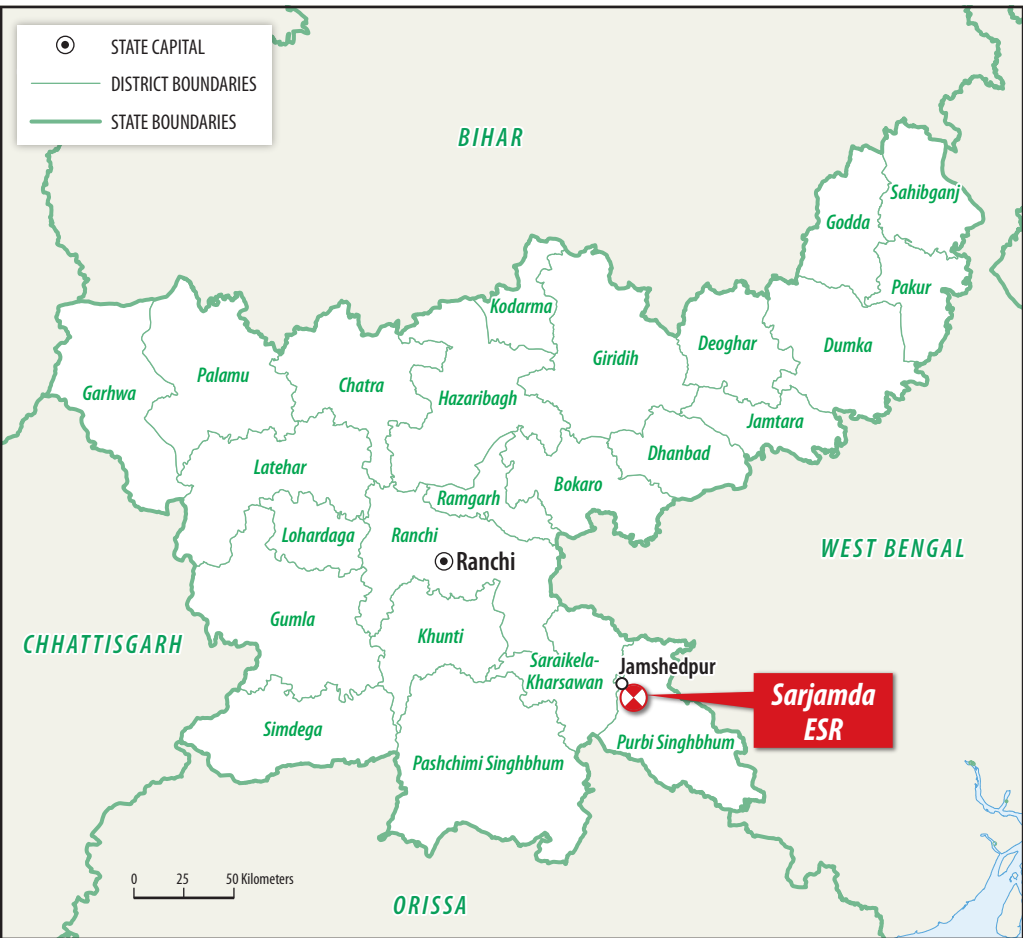 STATE CAPITAL
DISTRICT BOUNDARIES
STATE BOUNDARIES
BIHAR
Sahibganj
Godda
Pakur
Kodarma
Deoghar
Dumka
Giridih
Palamu
Chatra
Garhwa
Hazaribagh
Jamtara
Dhanbad
Latehar
Bokaro
Ramgarh
Lohardaga
Ranchi
WEST BENGAL
Ranchi
Gumla
Khunti
CHHATTISGARH
Saraikela-
Kharsawan
Jamshedpur
Sarjamda
ESR
Simdega
Purbi Singhbhum
Pashchimi Singhbhum
0 25 50 Kilometers
ORISSA